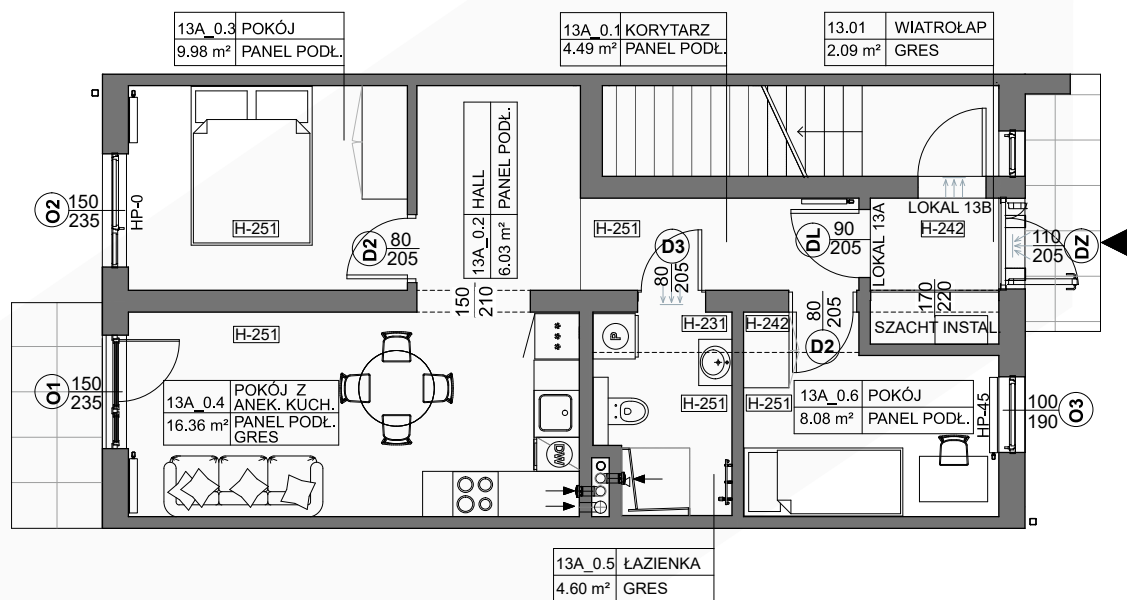 13A_0.3 POKÓJ
9.98 m² PANEL PODŁ.
13A_0.1 KORYTARZ
4.49 m² PANEL PODŁ.
13.01 WIATROŁAP
2.09 m² GRES
O2 150
235
HP-0
H-251
D2 80
205
13A_0.2 HALL
6.03 m² PANEL PODŁ.
H-251
D3
80
205
DL 90
205
LOKAL 13A
LOKAL 13B
H-242
110
205
DZ
150
210
170
220
SZACHT INSTAL.
H-251
P
H-231
H-242
80
205
D2
O1 150
235
13A_0.4 POKÓJ Z
ANEK. KUCH.
16.36 m² PANEL PODŁ.
GRES
DW
H-251
H-251
13A_0.6 POKÓJ
8.08 m² PANEL PODŁ.
HP-45
100
190
O3
13A_0.5 ŁAZIENKA
4.60 m² GRES